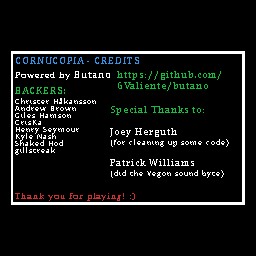 CORNUCOPIA - CREDITS
Powered by Butano https://github.com/
GValiente/butano
BACKERS:
Christer Håkansson
Andrew Brown
Giles Hamson
CrisKa
Henry Seymour
Kyle Nash
Shaked Hod
gillstreak
Special Thanks to:
Joey Herguth
(for cleaning up some code)
Patrick Williams
(did the Vegon sound byte)
Thank you for playing! :)